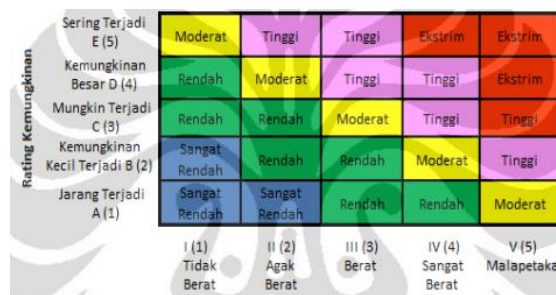 Rating Kemungkinan
Sering Terjadi
E (5)
Moderat
Tinggi
Tinggi
Ekstrim
Ekstrim
Kemungkinan
Besar D (4)
Rendah
Moderat
Tinggi
Tinggi
Ekstrim
Mungkin Terjadi
C (3)
Rendah
Rendah
Moderat
Tinggi
Tinggi
Kemungkinan
Kecil Terjadi B (2)
Sangat
Rendah
Rendah
Rendah
Moderat
Tinggi
Jarang Terjadi
A (1)
Sangat
Rendah
Sangat
Rendah
Rendah
Rendah
Moderat
I (1)
Tidak
Berat
II (2)
Agak
Berat
III (3)
Berat
IV (4)
Sangat
Berat
V (5)
Malapetaka